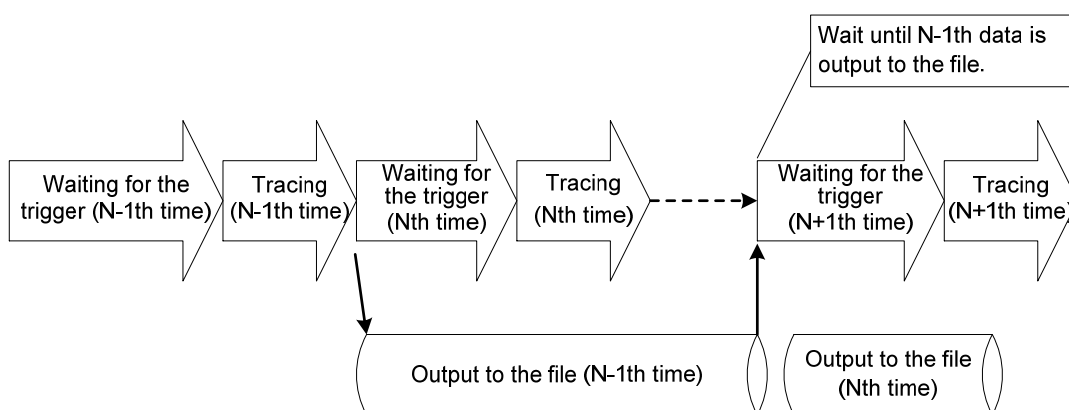 Wait until N-1th data is
output to the file.
Waiting for the
trigger (N-1th time)
Tracing
(N-1th time)
Waiting for
the trigger
(Nth time)
Tracing
(Nth time)
Waiting for the
trigger
(N+1th time)
Tracing
(N+1th time)
Output to the file (N-1th time)
Output to the file
(Nth time)